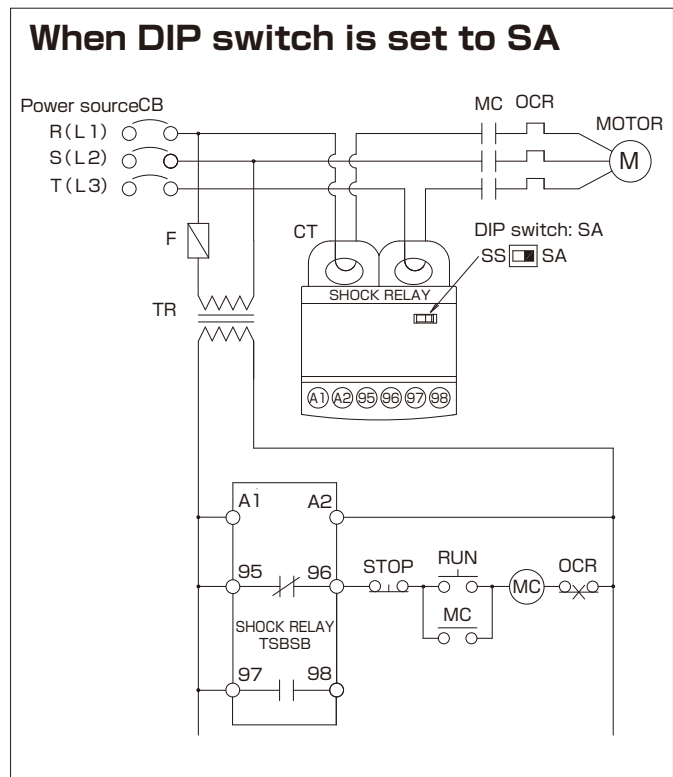 When DIP switch is set to SA
Power source CB
MC OCR
MOTOR
R(L1)
S(L2)
M
T(L3)
DIP switch: SA
F
CT
SS SA
SHOCK RELAY
TR
A1 A2 95 96 97 98
A1 A2
95 96
STOP
RUN
OCR
MC
MC
SHOCK RELAY
TSBSB
97 98